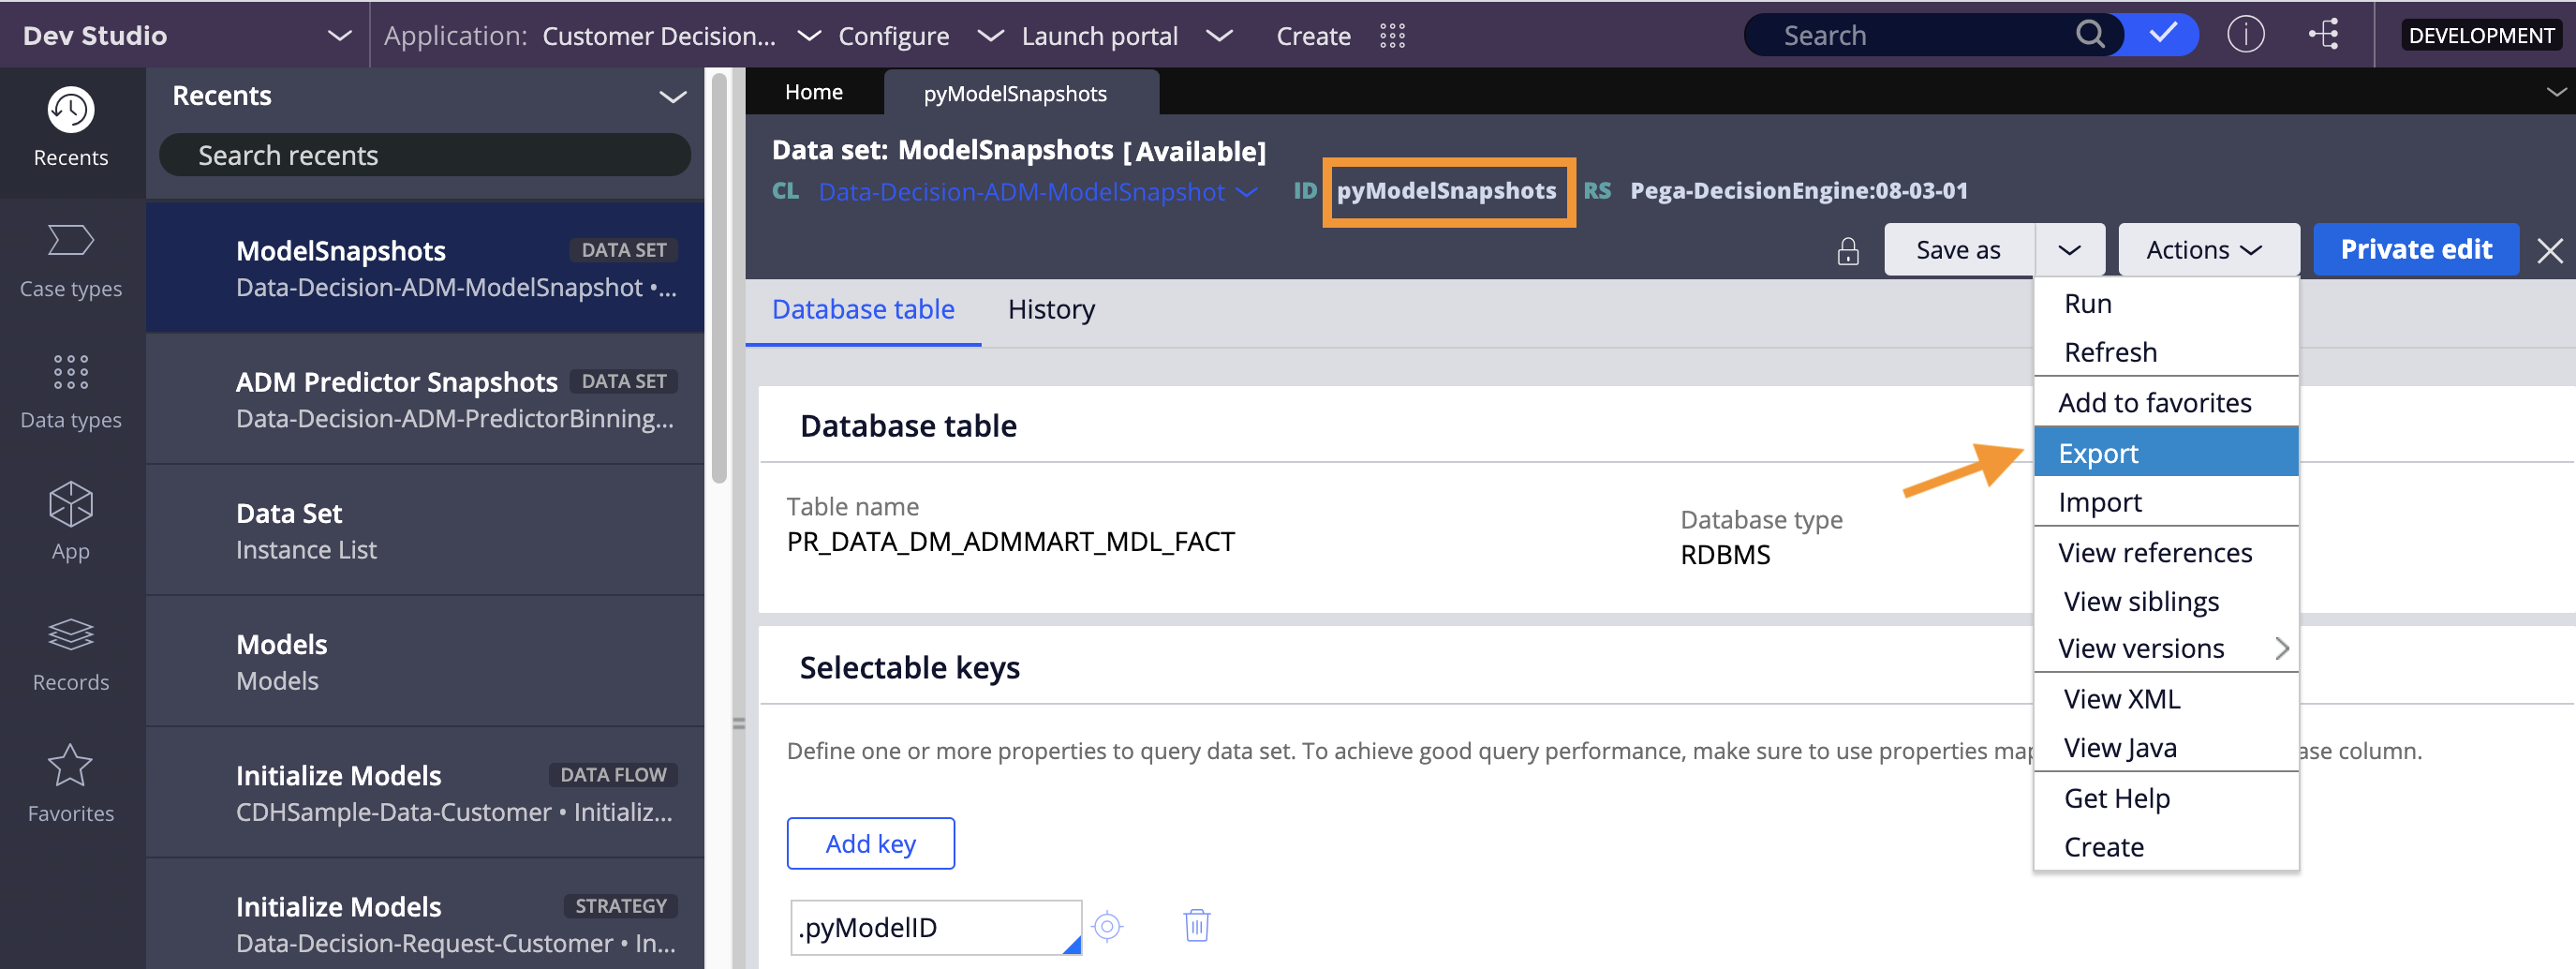 Dev Studio
Application: Customer Decision... Configure Launch portal Create Search DEVELOPMENT
Recents
Case types
Data types
App
Records
Favorites
Recents
Search recents
ModelSnapshots DATA SET
Data-Decision-ADM-ModelSnapshot •...
ADM Predictor Snapshots DATA SET
Data-Decision-ADM-PredictorBinning...
Data Set
Instance List
Models
Models
Initialize Models DATA FLOW
CDHSample-Data-Customer • Initializ...
Initialize Models STRATEGY
Data-Decision-Request-Customer • In...
Home pyModelSnapshots
Data set: ModelSnapshots [Available]
CL Data-Decision-ADM-ModelSnapshot ID pyModelSnapshots RS Pega-DecisionEngine:08-03-01
Save as Actions Private edit
Database table History
Database table
Table name
PR_DATA_DM_ADMMART_MDL_FACT
Database type
RDBMS
Selectable keys
Define one or more properties to query data set. To achieve good query performance, make sure to use properties map ase column.
Add key
.pyModelID
Run
Refresh
Add to favorites
Export
Import
View references
View siblings
View versions
View XML
View Java
Get Help
Create